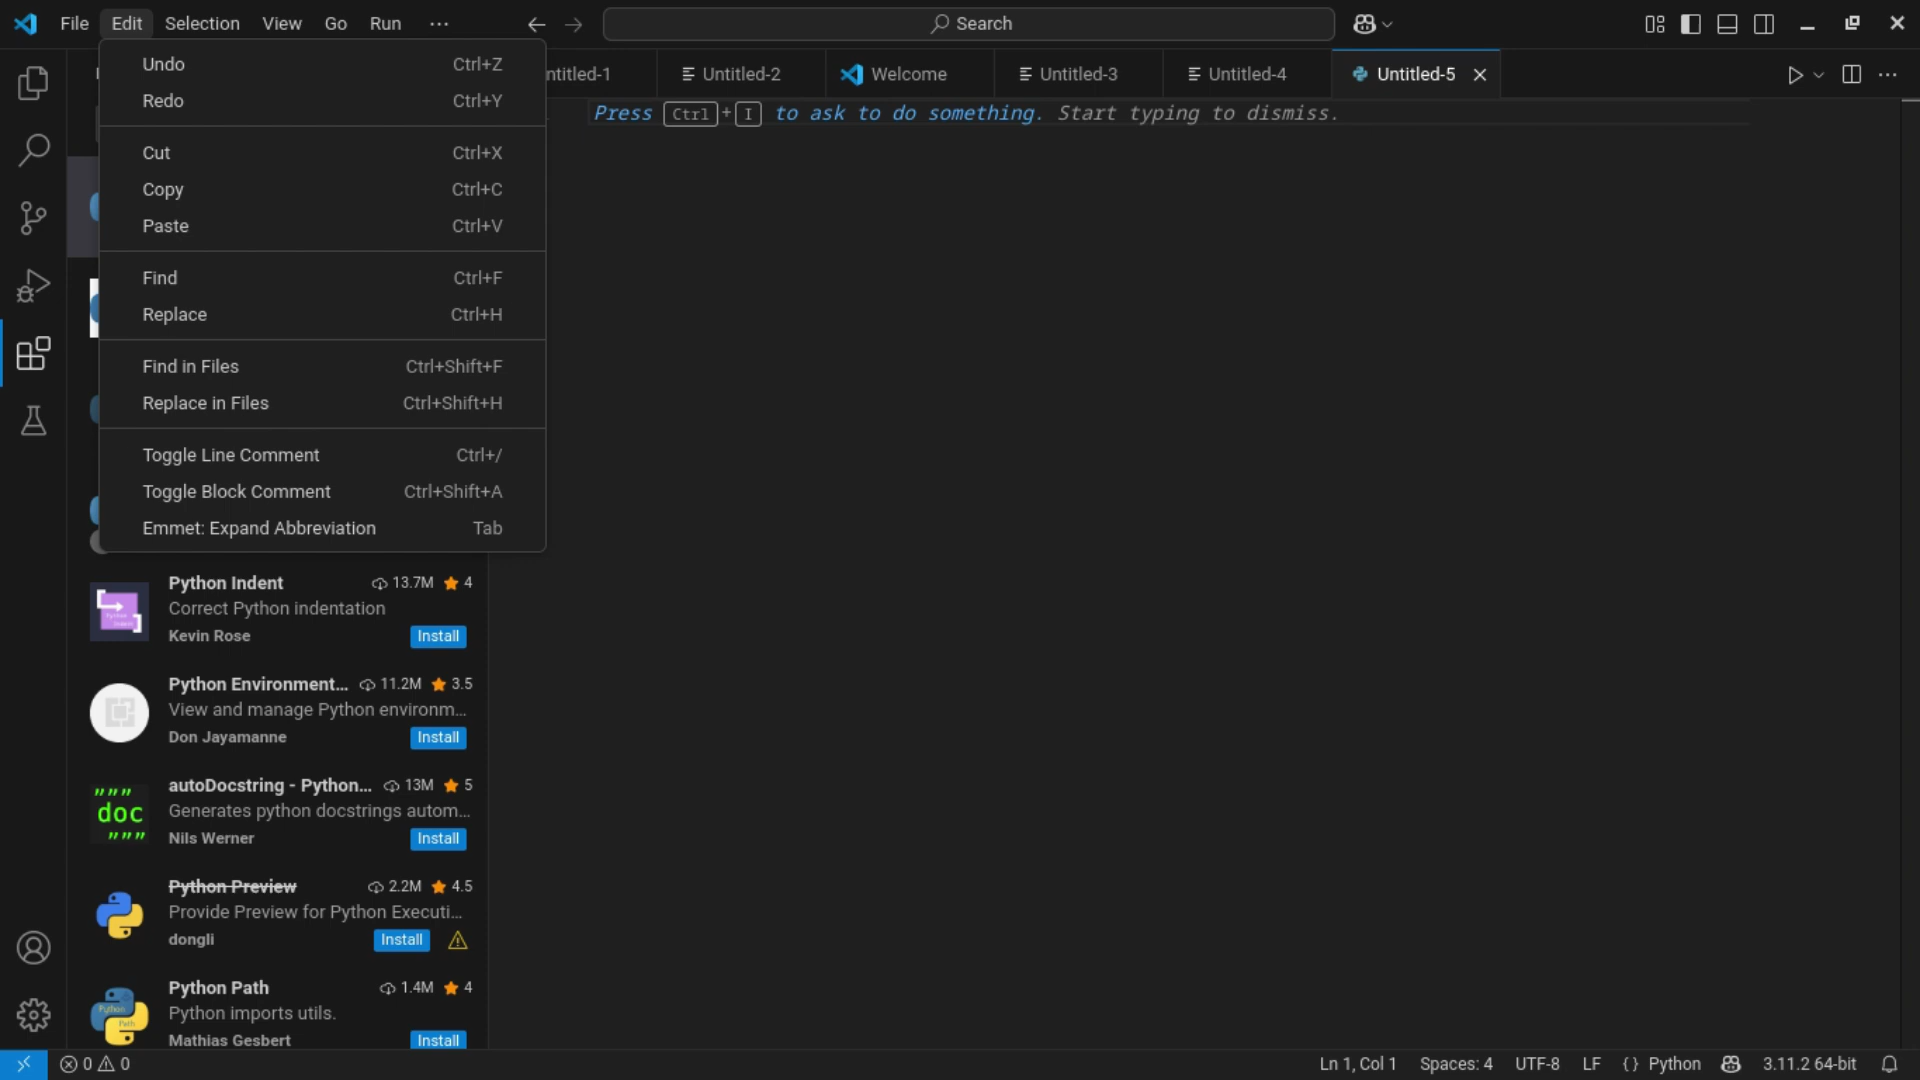 File Edit Selection View Go Run ···
Search
Undo Ctrl+Z
Redo Ctrl+Y
Cut Ctrl+X
Copy Ctrl+C
Paste Ctrl+V
Find Ctrl+F
Replace Ctrl+H
Find in Files Ctrl+Shift+F
Replace in Files Ctrl+Shift+H
Toggle Line Comment Ctrl+/
Toggle Block Comment Ctrl+Shift+A
Emmet: Expand Abbreviation Tab
ntitled-1 Untitled-2 Welcome Untitled-3 Untitled-4 Untitled-5
Press Ctrl+I to ask to do something. Start typing to dismiss.
Python Indent 13.7M 4
Correct Python indentation
Kevin Rose Install
Python Environment... 11.2M 3.5
View and manage Python environm...
Don Jayamanne Install
autoDocstring - Python... 13M 5
Generates python docstrings autom...
Nils Werner Install
"""
doc
"""
Python Preview 2.2M 4.5
Provide Preview for Python Executi...
dongli Install
Python Path 1.4M 4
Python imports utils.
Mathias Gesbert Install
Python
Path
0 0
Ln 1, Col 1 Spaces: 4 UTF-8 LF {} Python 3.11.2 64-bit